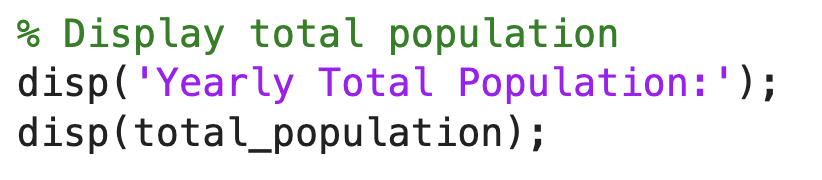 % Display total population
disp('Yearly Total Population:');
disp(total_population);